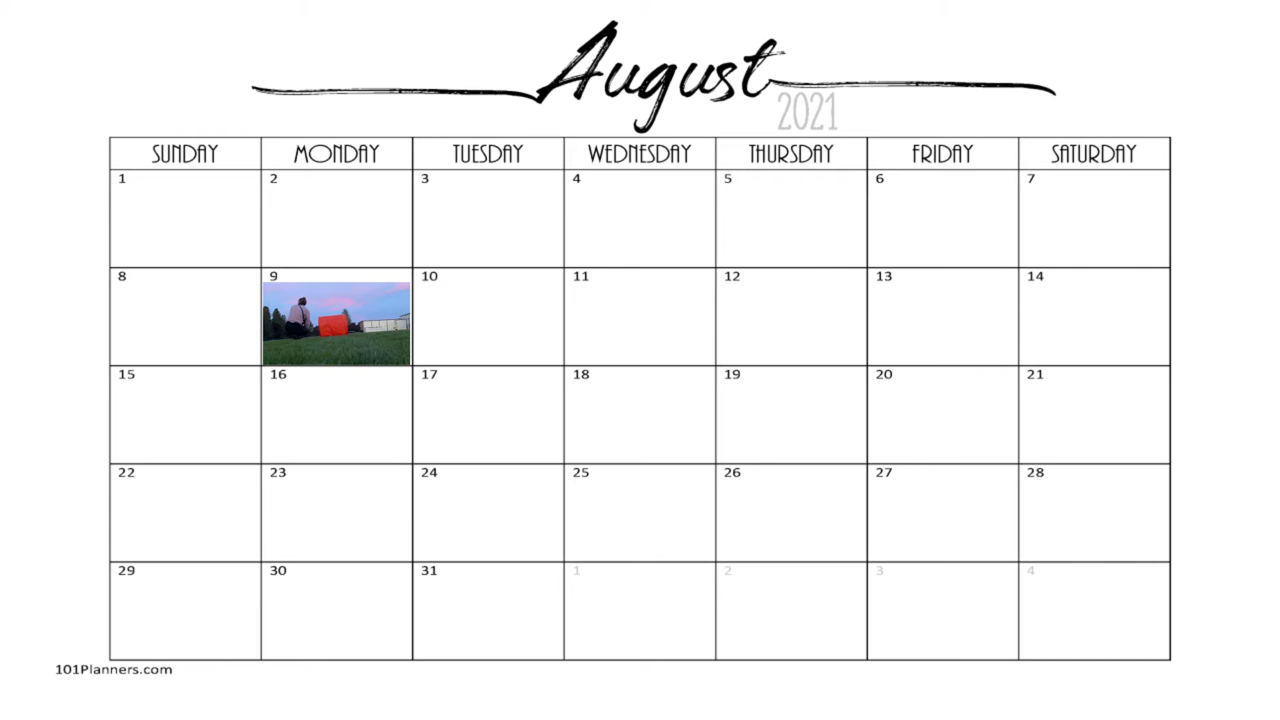 August
2021
SUNDAY MONDAY TUESDAY WEDNESDAY THURSDAY FRIDAY SATURDAY
1 2 3 4 5 6 7
8 9 10 11 12 13 14
15 16 17 18 19 20 21
22 23 24 25 26 27 28
29 30 31 1 2 3 4
101Planners.com